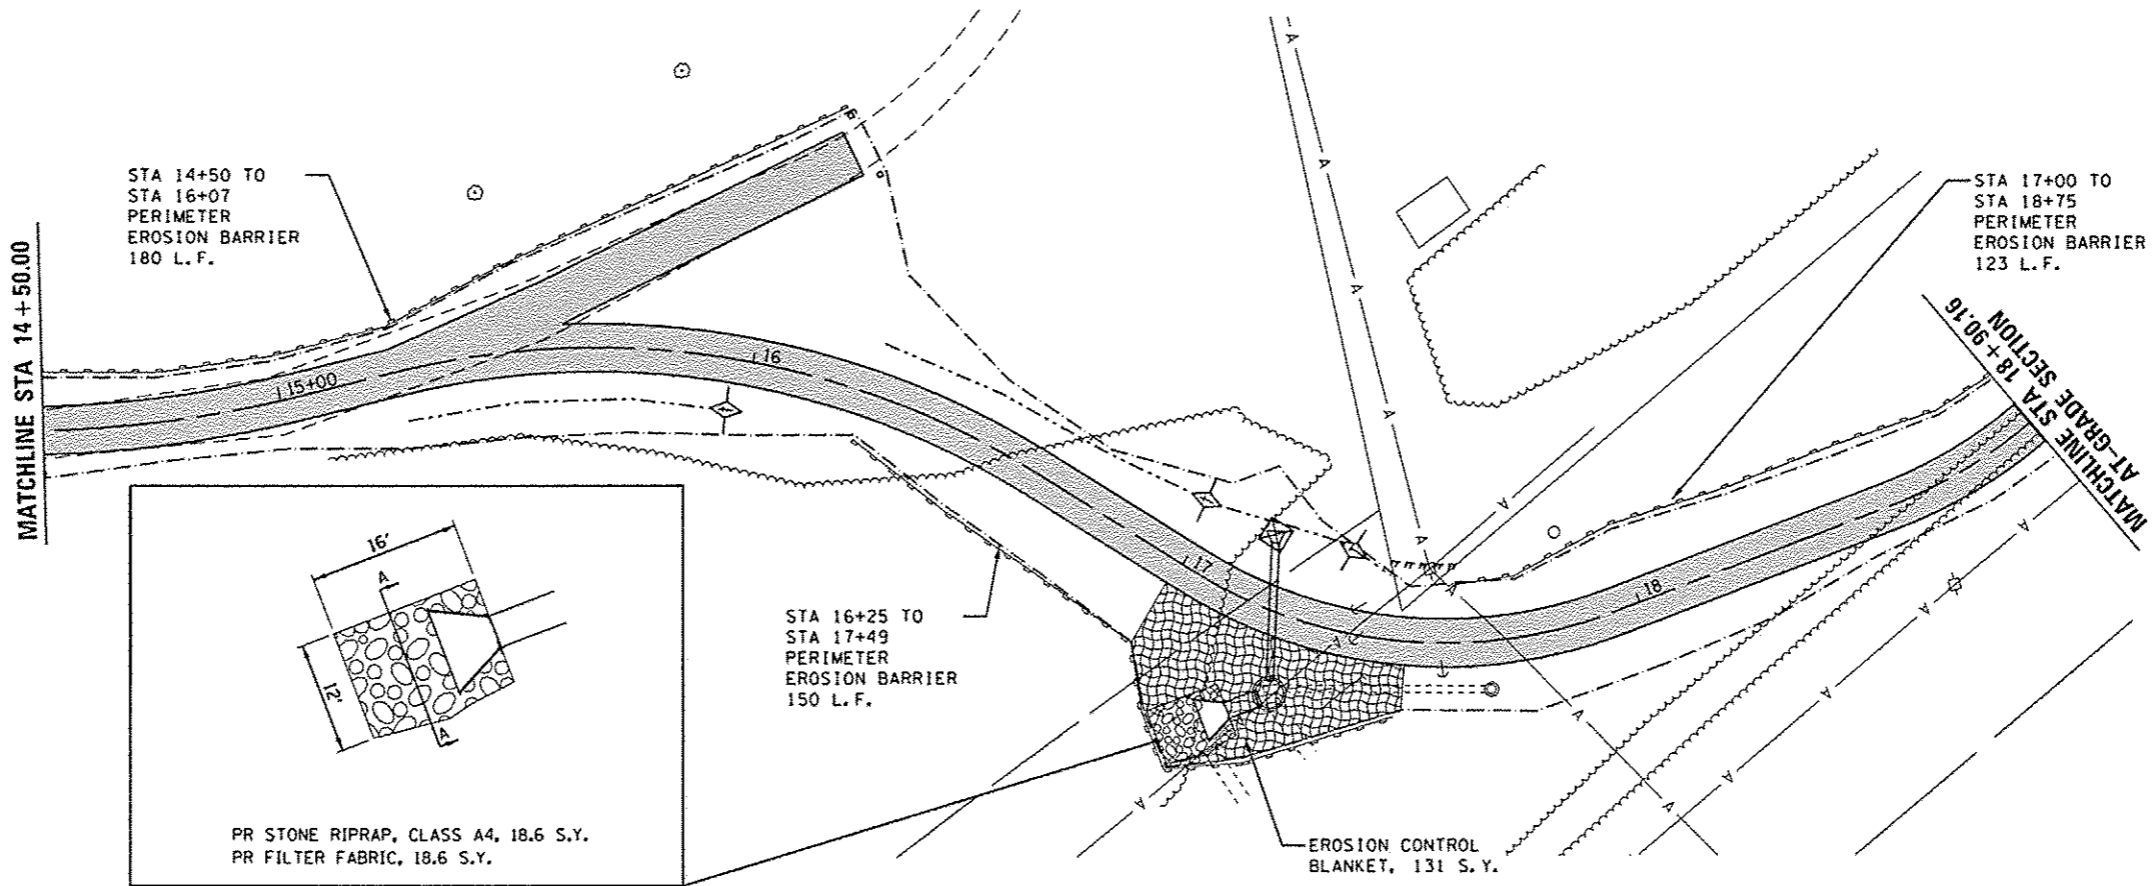 STA 14+50 TO
STA 16+07
PERIMETER
EROSION BARRIER
180 L.F.
STA 17+00 TO
STA 18+75
PERIMETER
EROSION BARRIER
123 L.F.
MATCHLINE STA 14+50.00
MATCHLINE STA 18+90.16
AT-GRADE SECTION
15+00
16
17
18
A
A
A
A
A
A
A
A
A
A
A
A
A
A
16'
A
12'
A
STA 16+25 TO
STA 17+49
PERIMETER
EROSION BARRIER
150 L.F.
PR STONE RIPRAP, CLASS A4, 18.6 S.Y.
PR FILTER FABRIC, 18.6 S.Y.
EROSION CONTROL
BLANKET, 131 S.Y.